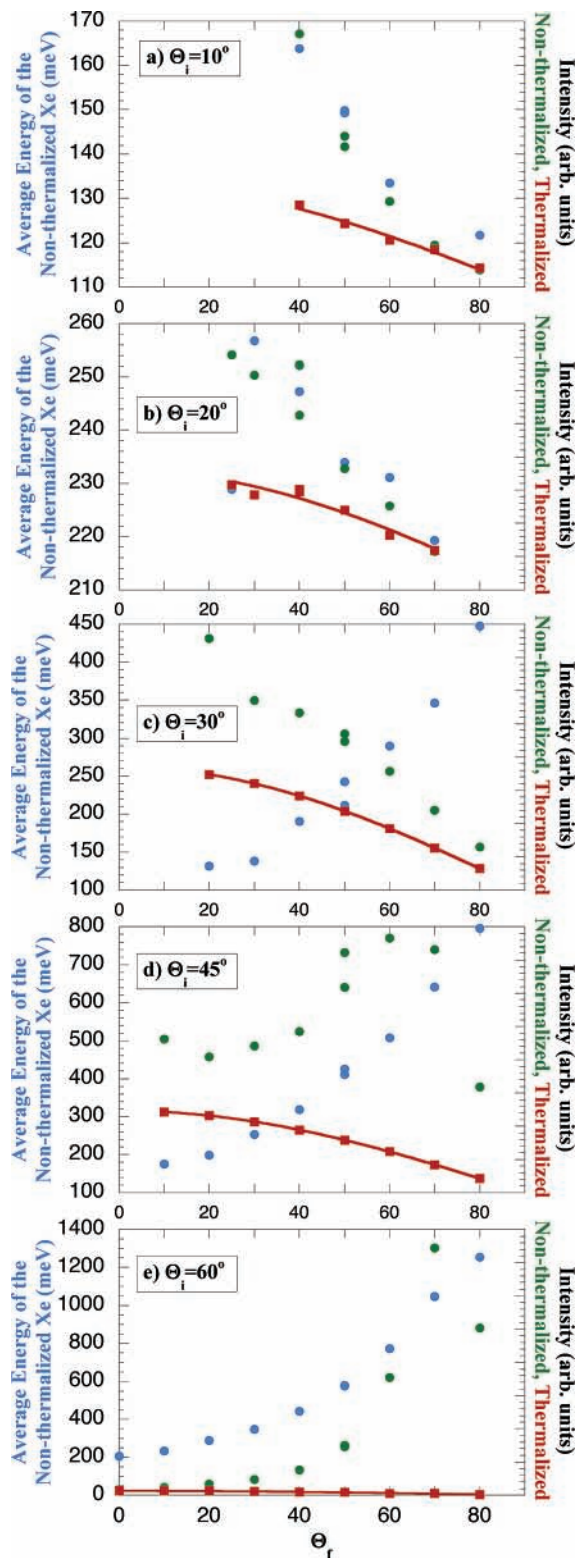 Average Energy of the
Non-thermalized Xe (meV)
170
160
150
140
130
120
110
a) Θi=10°
0
20
40
60
80
Intensity (arb. units)
Non-thermalized, Thermalized
Average Energy of the
Non-thermalized Xe (meV)
260
250
240
230
220
210
b) Θi=20°
0
20
40
60
80
Intensity (arb. units)
Non-thermalized, Thermalized
Average Energy of the
Non-thermalized Xe (meV)
450
400
350
300
250
200
150
100
c) Θi=30°
0
20
40
60
80
Intensity (arb. units)
Non-thermalized, Thermalized
Average Energy of the
Non-thermalized Xe (meV)
800
700
600
500
400
300
200
100
d) Θi=45°
0
20
40
60
80
Intensity (arb. units)
Non-thermalized, Thermalized
Average Energy of the
Non-thermalized Xe (meV)
1400
1200
1000
800
600
400
200
0
e) Θi=60°
0
20
40
60
80
Intensity (arb. units)
Non-thermalized, Thermalized
Θf